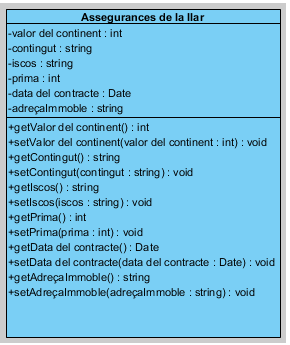 Assegurances de la llar
-valor del continent : int
-contingut : string
-iscos : string
-prima : int
-data del contracte : Date
-adreçaImmoble : string
+getValor del continent() : int
+setValor del continent(valor del continent : int) : void
+getContingut() : string
+setContingut(contingut : string) : void
+getIscos() : string
+setIscos(iscos : string) : void
+getPrima() : int
+setPrima(prima : int) : void
+getData del contracte() : Date
+setData del contracte(data del contracte : Date) : void
+getAdreçaImmoble() : string
+setAdreçaImmoble(adreçaImmoble : string) : void